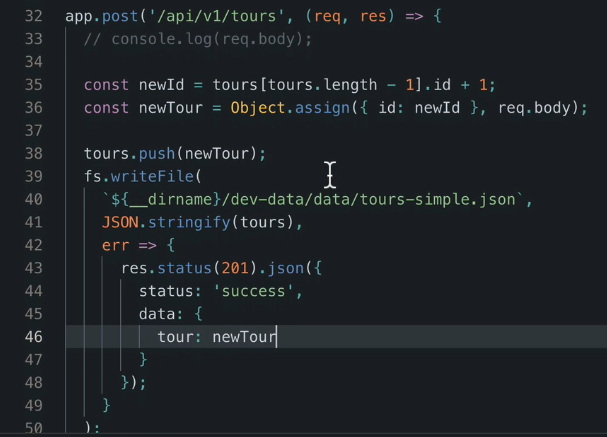 32 app.post('/api/v1/tours', (req, res) => {
33 // console.log(req.body);
34
35 const newId = tours[tours.length - 1].id + 1;
36 const newTour = Object.assign({ id: newId }, req.body);
37
38 tours.push(newTour);
39 fs.writeFile(
40 `${__dirname}/dev-data/data/tours-simple.json`,
41 JSON.stringify(tours),
42 err => {
43 res.status(201).json({
44 status: 'success',
45 data: {
46 tour: newTour
47 }
48 });
49 }
50 );